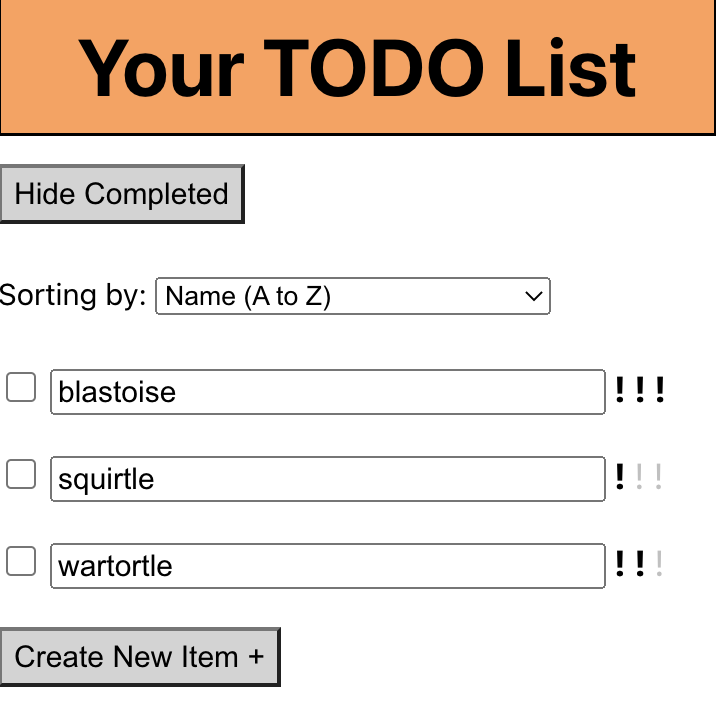 Your TODO List
Hide Completed
Sorting by: Name (A to Z)
blastoise !!!
squirtle !!!
wartortle !!!
Create New Item +